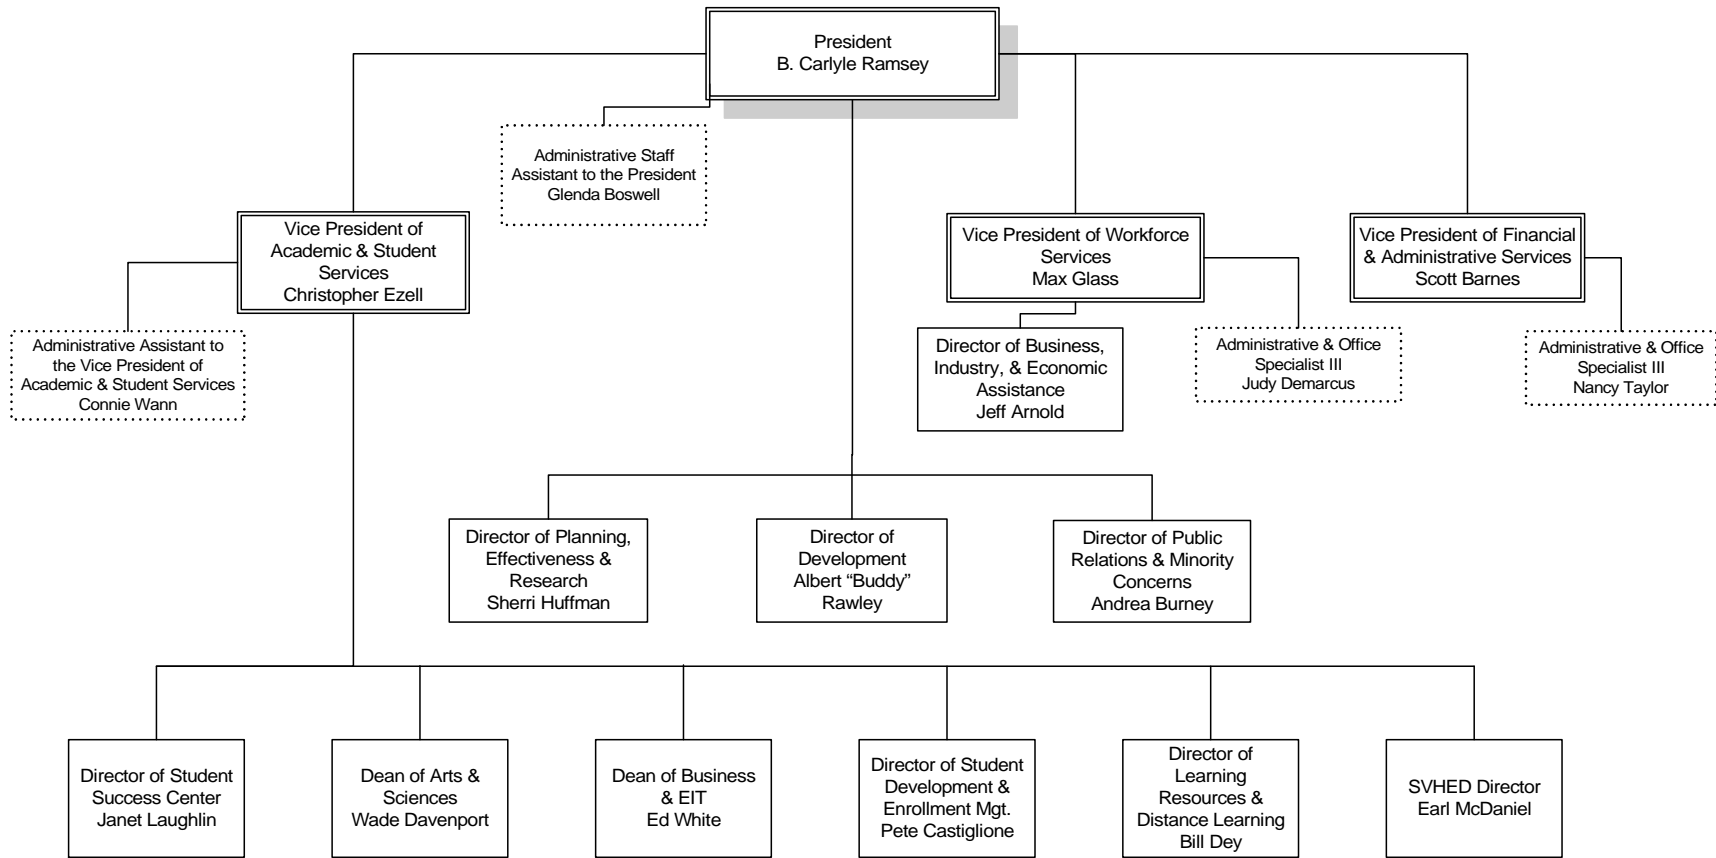 President
B. Carlyle Ramsey
Administrative Staff
Assistant to the President
Glenda Boswell
Vice President of
Academic & Student
Services
Christopher Ezell
Vice President of Workforce
Services
Max Glass
Vice President of Financial
& Administrative Services
Scott Barnes
Administrative Assistant to
the Vice President of
Academic & Student Services
Connie Wann
Director of Business,
Industry, & Economic
Assistance
Jeff Arnold
Administrative & Office
Specialist III
Judy Demarcus
Administrative & Office
Specialist III
Nancy Taylor
Director of Planning,
Effectiveness &
Research
Sherri Huffman
Director of
Development
Albert “Buddy”
Rawley
Director of Public
Relations & Minority
Concerns
Andrea Burney
Director of Student
Success Center
Janet Laughlin
Dean of Arts &
Sciences
Wade Davenport
Dean of Business
& EIT
Ed White
Director of Student
Development &
Enrollment Mgt.
Pete Castiglione
Director of
Learning
Resources &
Distance Learning
Bill Dey
SVHED Director
Earl McDaniel